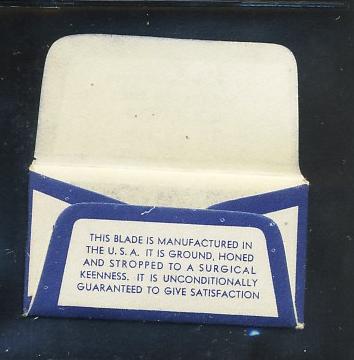 THIS BLADE IS MANUFACTURED IN
THE U. S. A. IT IS GROUND, HONED
AND STROPPED TO A SURGICAL
KEENNESS. IT IS UNCONDITIONALLY
GUARANTEED TO GIVE SATISFACTION